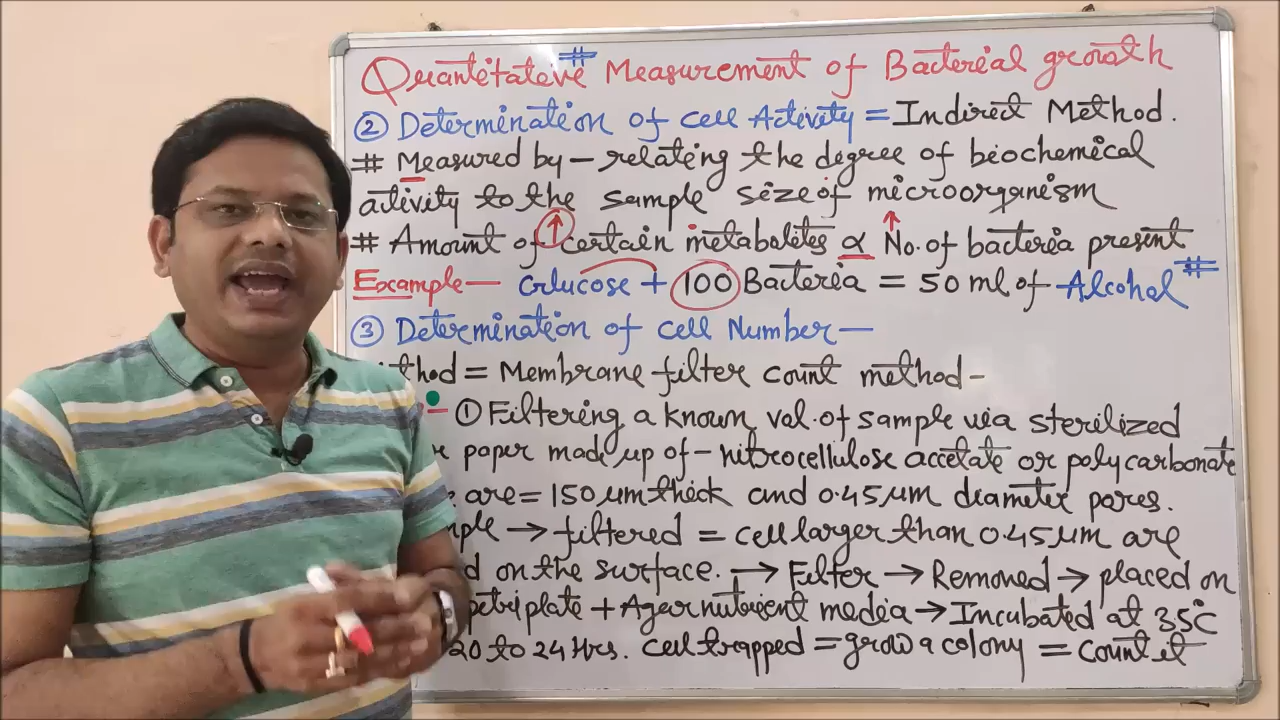 Quantitative Measurement of Bacterial growth
② Determination of cell Activity = Indirect Method.
# Measured by - relating the degree of biochemical
activity to the sample size of microorganism
# Amount of certain metabolites ∝ No. of bacteria present
Example - Glucose + 100 Bacteria = 50 ml of Alcohol
③ Determination of cell Number -
thod = Membrane filter count method -
① Filtering a known vol. of sample via sterilized
paper made up of - nitrocellulose accetate or polycarbonate
are = 150 μm thick and 0.45 μm diameter pores.
mple → filtered = cell larger than 0.45 μm are
d on the surface. → Filter → Removed → placed on
petriplate + Agar nutrient media → Incubated at 35°C
20 to 24 Hrs. cell trapped = grow a colony = count it